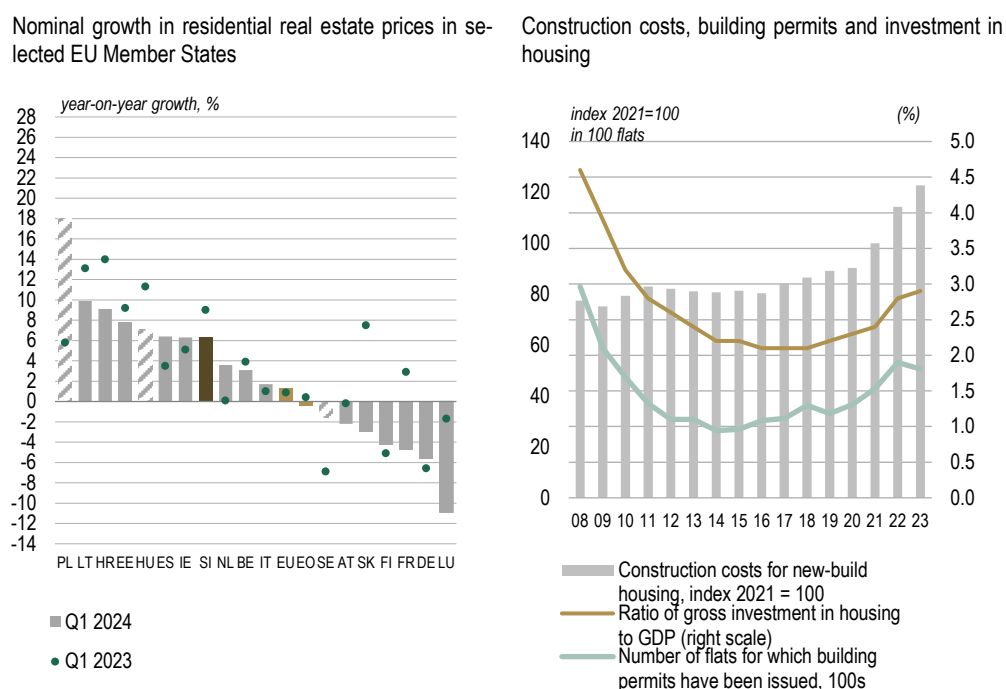 Nominal growth in residential real estate prices in se-
lected EU Member States
year-on-year growth, %
28
26
24
22
20
18
16
14
12
10
8
6
4
2
0
-2
-4
-6
-8
-10
-12
-14
PL LT HR EE HU ES IE SI NL BE IT EU EO SE AT SK FI FR DE LU
Q1 2024
Q1 2023
Construction costs, building permits and investment in
housing
index 2021=100
in 100 flats
(%)
140
120
100
80
60
40
20
0
5.0
4.5
4.0
3.5
3.0
2.5
2.0
1.5
1.0
0.5
0.0
08 09 10 11 12 13 14 15 16 17 18 19 20 21 22 23
Construction costs for new-build
housing, index 2021 = 100
Ratio of gross investment in housing
to GDP (right scale)
Number of flats for which building
permits have been issued, 100s